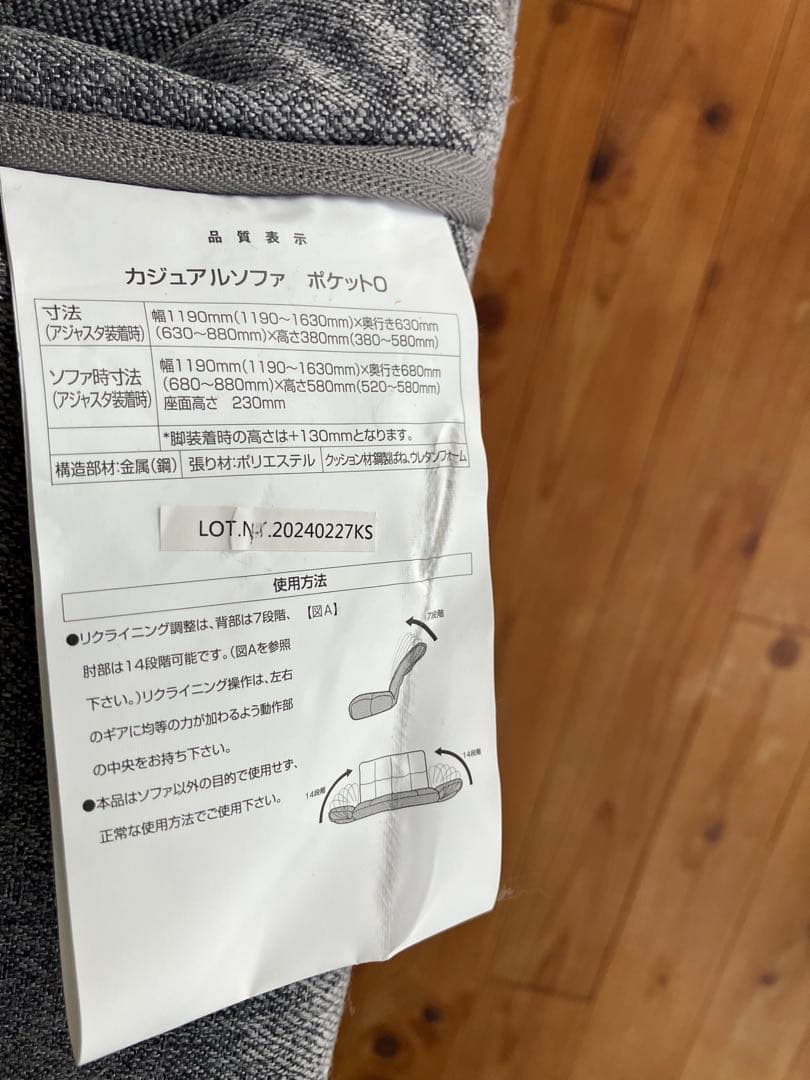 品質表示
カジュアルソファ ポケットO
寸法 幅1190mm(1190～1630mm)×奥行き630mm
(アジャスタ装着時) (630～880mm)×高さ380mm(380～580mm)
ソファ時寸法 幅1190mm(1190～1630mm)×奥行き680mm
(アジャスタ装着時) (680～880mm)×高さ580mm(520～580mm)
座面高さ 230mm
*脚装着時の高さは+130mmとなります。
構造部材:金属(鋼) 張り材:ポリエステル クッション材:鋼製ばね、ウレタンフォーム
LOT. .20240227KS
使用方法
●リクライニング調整は、背部は7段階、 【図A】
肘部は14段階可能です。(図Aを参照
下さい。)リクライニング操作は、左右
のギアに均等の力が加わるよう動作部
の中央をお持ち下さい。
●本品はソファ以外の目的で使用せず、
正常な使用方法でご使用下さい。
7段階
14段階
14段階